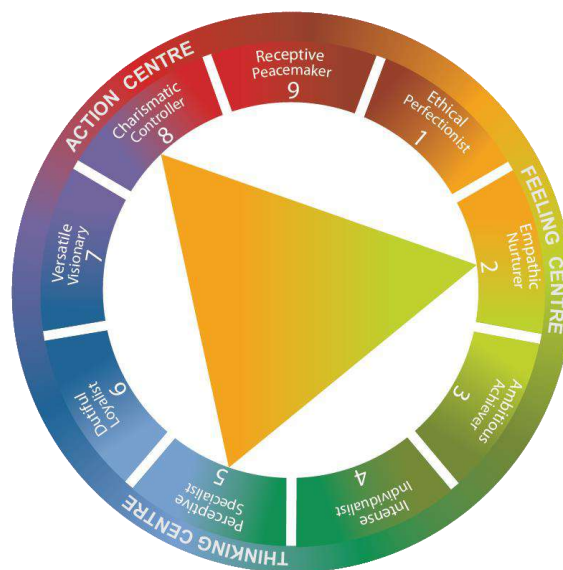 ACTION CENTRE
FEELING CENTRE
THINKING CENTRE
Receptive
Peacemaker
9
Ethical
Perfectionist
1
Empathic
Nurturer
2
Ambitious
Achiever
3
Intense
Individualist
4
Perceptive
Specialist
5
Dutiful
Loyalist
6
Versatile
Visionary
7
Charismatic
Controller
8